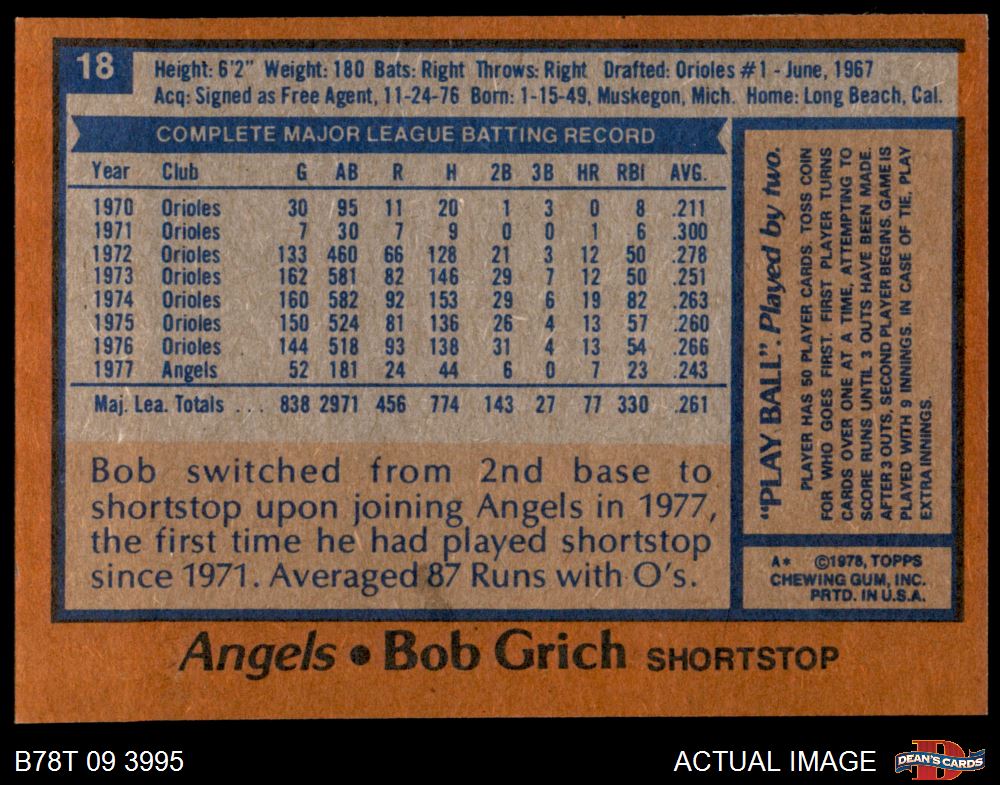 18
Height: 6'2" Weight: 180 Bats: Right Throws: Right Drafted: Orioles #1 - June, 1967
Acq: Signed as Free Agent, 11-24-76 Born: 1-15-49, Muskegon, Mich. Home: Long Beach, Cal.
COMPLETE MAJOR LEAGUE BATTING RECORD
Year Club G AB R H 2B 3B HR RBI AVG.
1970 Orioles 30 95 11 20 1 3 0 8 .211
1971 Orioles 7 30 7 9 0 0 1 6 .300
1972 Orioles 133 460 66 128 21 3 12 50 .278
1973 Orioles 162 581 82 146 29 7 12 50 .251
1974 Orioles 160 582 92 153 29 6 19 82 .263
1975 Orioles 150 524 81 136 26 4 13 57 .260
1976 Orioles 144 518 93 138 31 4 13 54 .266
1977 Angels 52 181 24 44 6 0 7 23 .243
Maj. Lea. Totals ... 838 2971 456 774 143 27 77 330 .261
Bob switched from 2nd base to
shortstop upon joining Angels in 1977,
the first time he had played shortstop
since 1971. Averaged 87 Runs with O's.
"PLAY BALL". Played by two.
PLAYER HAS 50 PLAYER CARDS. TOSS COIN
FOR WHO GOES FIRST. FIRST PLAYER TURNS
CARDS OVER ONE AT A TIME, ATTEMPTING TO
SCORE RUNS UNTIL 3 OUTS HAVE BEEN MADE.
AFTER 3 OUTS, SECOND PLAYER BEGINS. GAME IS
PLAYED WITH 9 INNINGS. IN CASE OF TIE, PLAY
EXTRA INNINGS.
A* ©1978, TOPPS
CHEWING GUM, INC.
PRTD. IN U.S.A.
Angels • Bob Grich SHORTSTOP
B78T 09 3995
ACTUAL IMAGE
D
DEAN'S CARDS